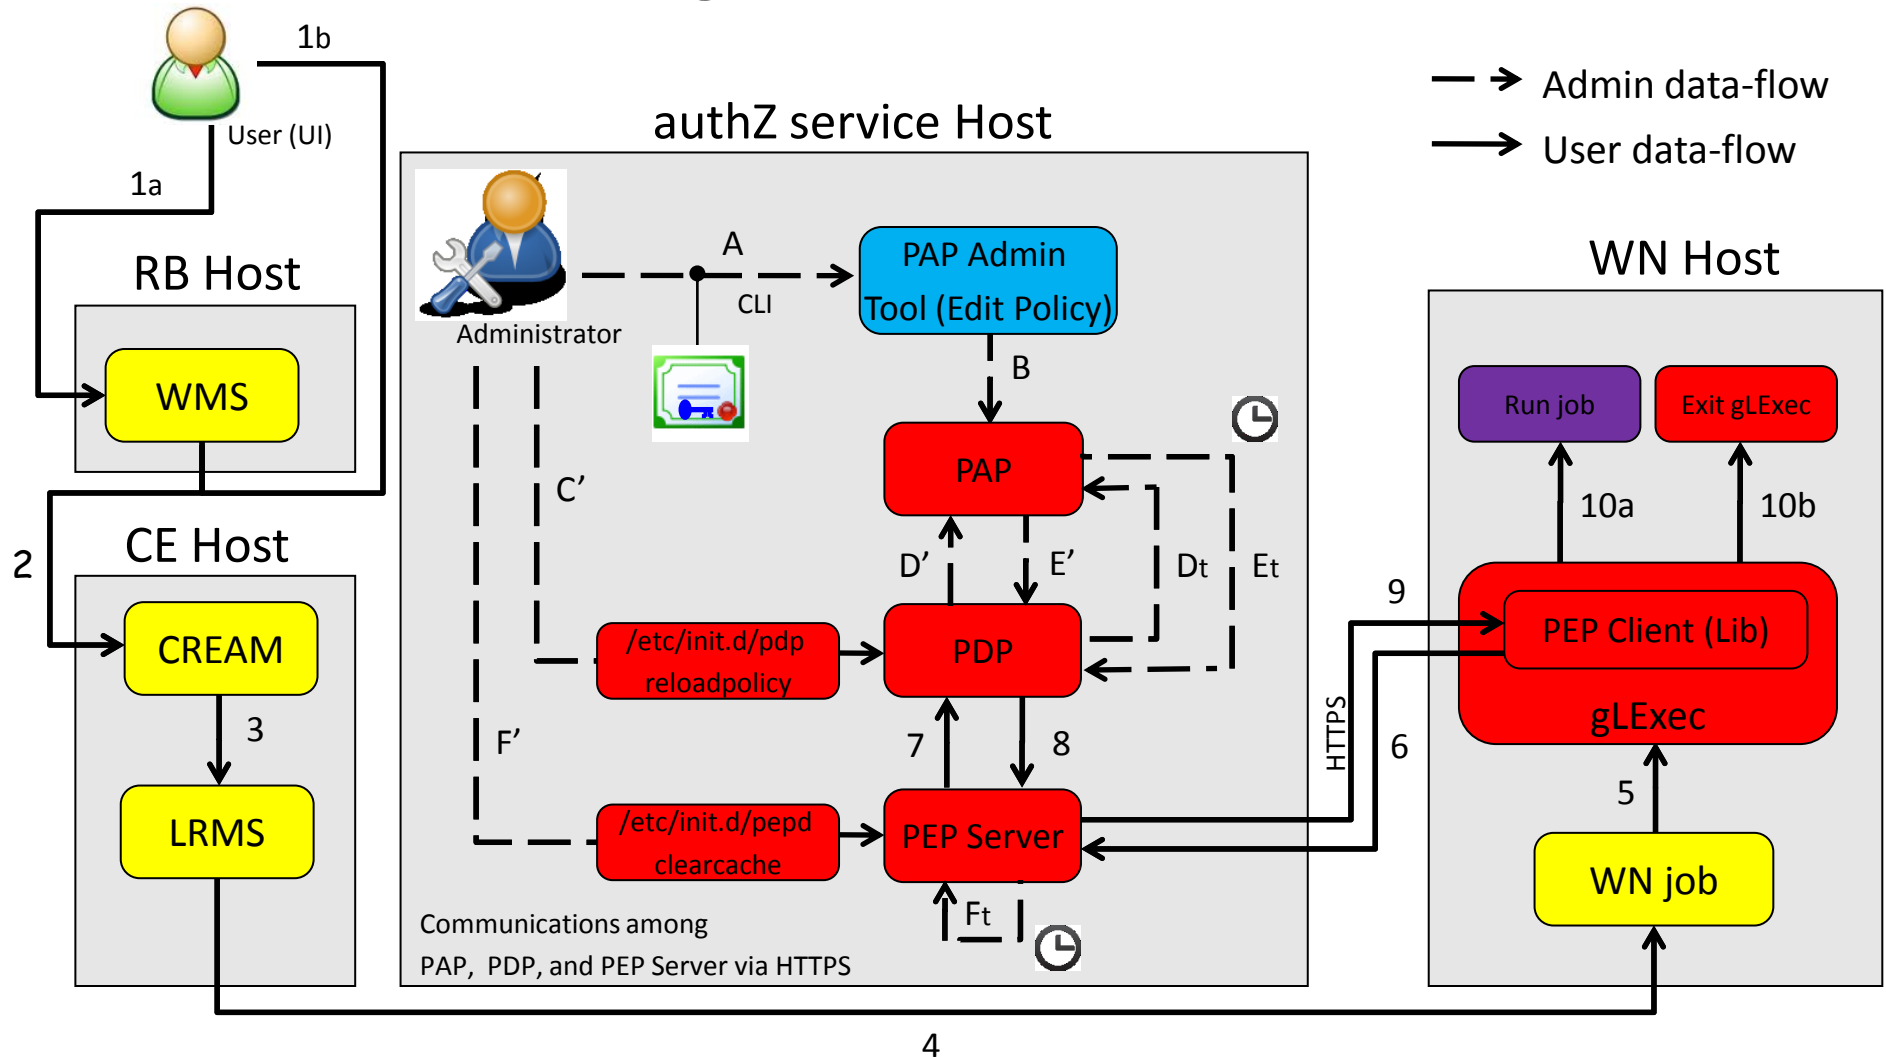 1b
User (UI)
1a
Admin data-flow
User data-flow
authZ service Host
RB Host
WMS
2
CE Host
CREAM
3
LRMS
4
Administrator
A
CLI
PAP Admin
Tool (Edit Policy)
B
PAP
C’
D’
E’
Dt
Et
/etc/init.d/pdp
reloadpolicy
PDP
F’
7
8
/etc/init.d/pepd
clearcache
PEP Server
Ft
Communications among
PAP, PDP, and PEP Server via HTTPS
HTTPS
9
6
WN Host
Run job
Exit gLExec
10a
10b
PEP Client (Lib)
gLExec
5
WN job